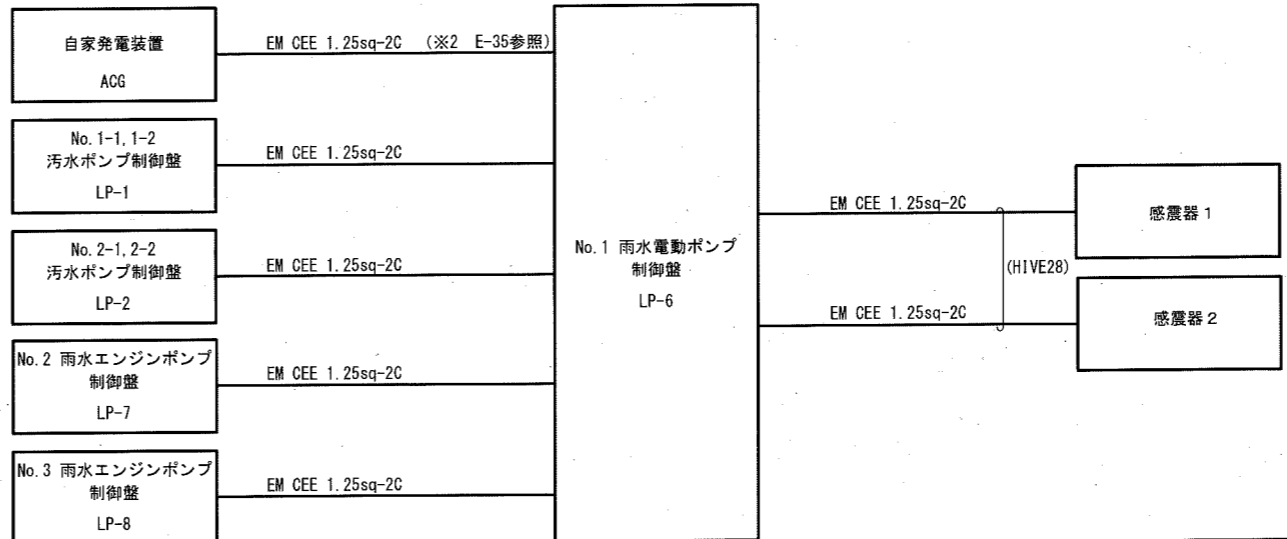 自家発電装置
ACG
EM CEE 1.25sq-2C (※2 E-35参照)
No.1-1,1-2
汚水ポンプ制御盤
LP-1
EM CEE 1.25sq-2C
No.2-1,2-2
汚水ポンプ制御盤
LP-2
EM CEE 1.25sq-2C
No.2 雨水エンジンポンプ
制御盤
LP-7
EM CEE 1.25sq-2C
No.3 雨水エンジンポンプ
制御盤
LP-8
EM CEE 1.25sq-2C
No.1 雨水電動ポンプ
制御盤
LP-6
EM CEE 1.25sq-2C
(HIVE28)
EM CEE 1.25sq-2C
感震器1
感震器2